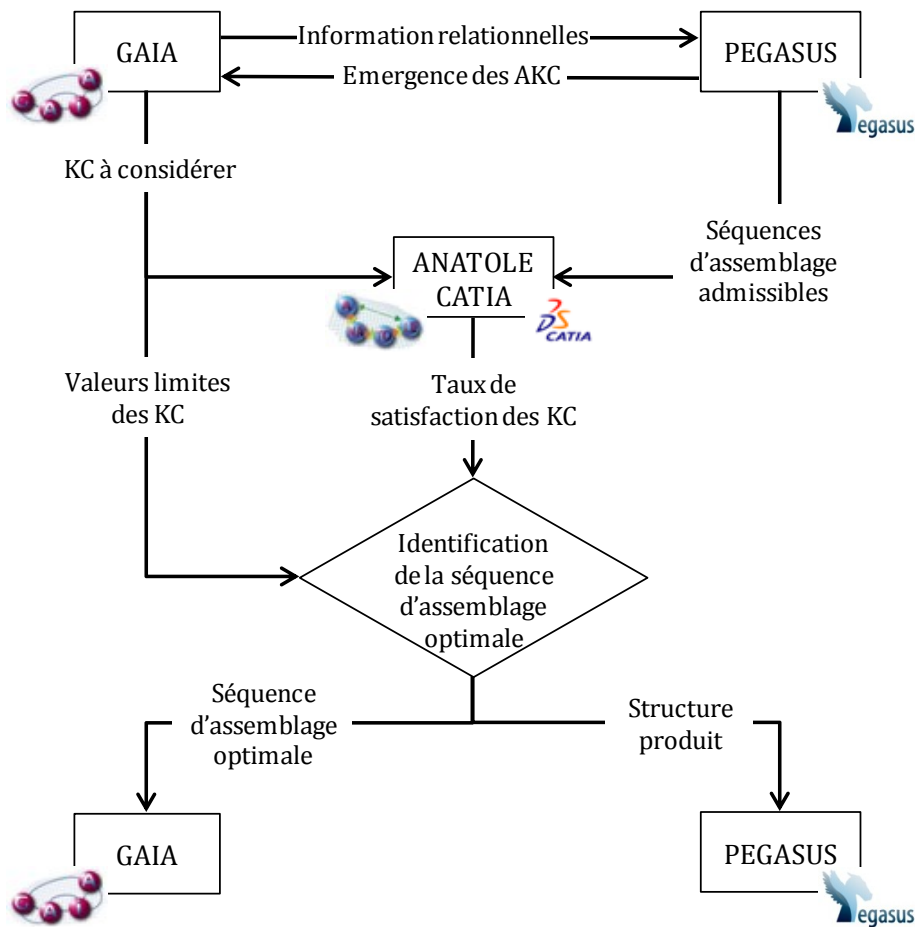 GAIA
Information relationnelles
Emergence des AKC
PEGASUS
egasus
KC à considérer
Séquences
d'assemblage
admissibles
ANATOLE
CATIA
DS
CATIA
Valeurs limites
des KC
Taux de
satisfaction des KC
Identification
de la séquence
d'assemblage
optimale
Séquence
d'assemblage
optimale
Structure
produit
GAIA
PEGASUS
egasus